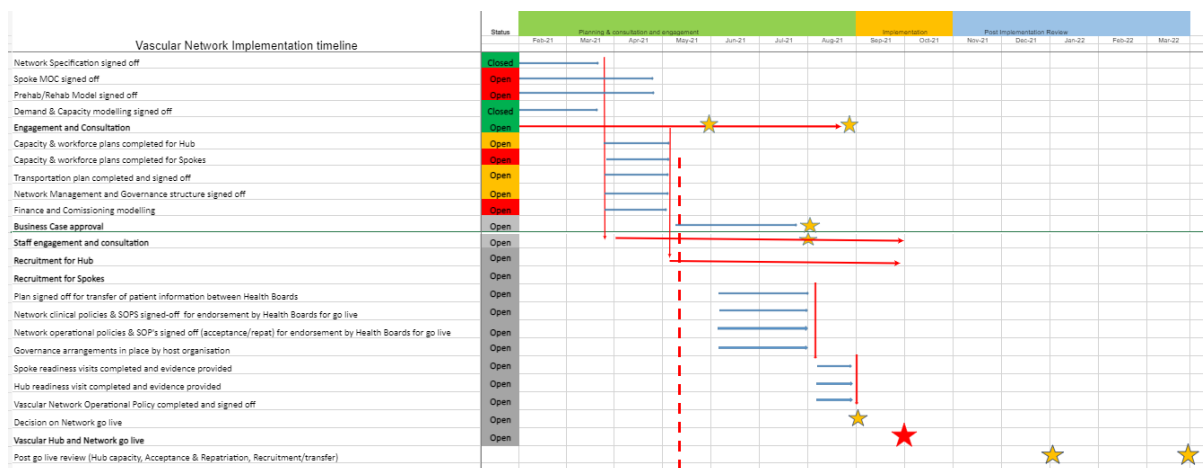 Vascular Network Implementation timeline
Status
Planning & consultation and engagement
Implementation
Post Implementation Review
Feb-21 Mar-21 Apr-21 May-21 Jun-21 Jul-21 Aug-21 Sep-21 Oct-21 Nov-21 Dec-21 Jan-22 Feb-22 Mar-22
Network Specification signed off Closed
Spoke MOC signed off Open
Prehab/Rehab Model signed off Open
Demand & Capacity modelling signed off Closed
Engagement and Consultation Open
Capacity & workforce plans completed for Hub Open
Capacity & workforce plans completed for Spokes Open
Transportation plan completed and signed off Open
Network Management and Governance structure signed off Open
Finance and Comissioning modelling Open
Business Case approval Open
Staff engagement and consultation Open
Recruitment for Hub Open
Recruitment for Spokes Open
Plan signed off for transfer of patient information between Health Boards Open
Network clinical policies & SOPS signed-off for endorsement by Health Boards for go live Open
Network operational policies & SOP's signed off (acceptance/repat) for endorsement by Health Boards for go live Open
Governance arrangements in place by host organisation Open
Spoke readiness visits completed and evidence provided Open
Hub readiness visit completed and evidence provided Open
Vascular Network Operational Policy completed and signed off Open
Decision on Network go live Open
Vascular Hub and Network go live Open
Post go live review (Hub capacity, Acceptance & Repatriation, Recruitment/transfer)